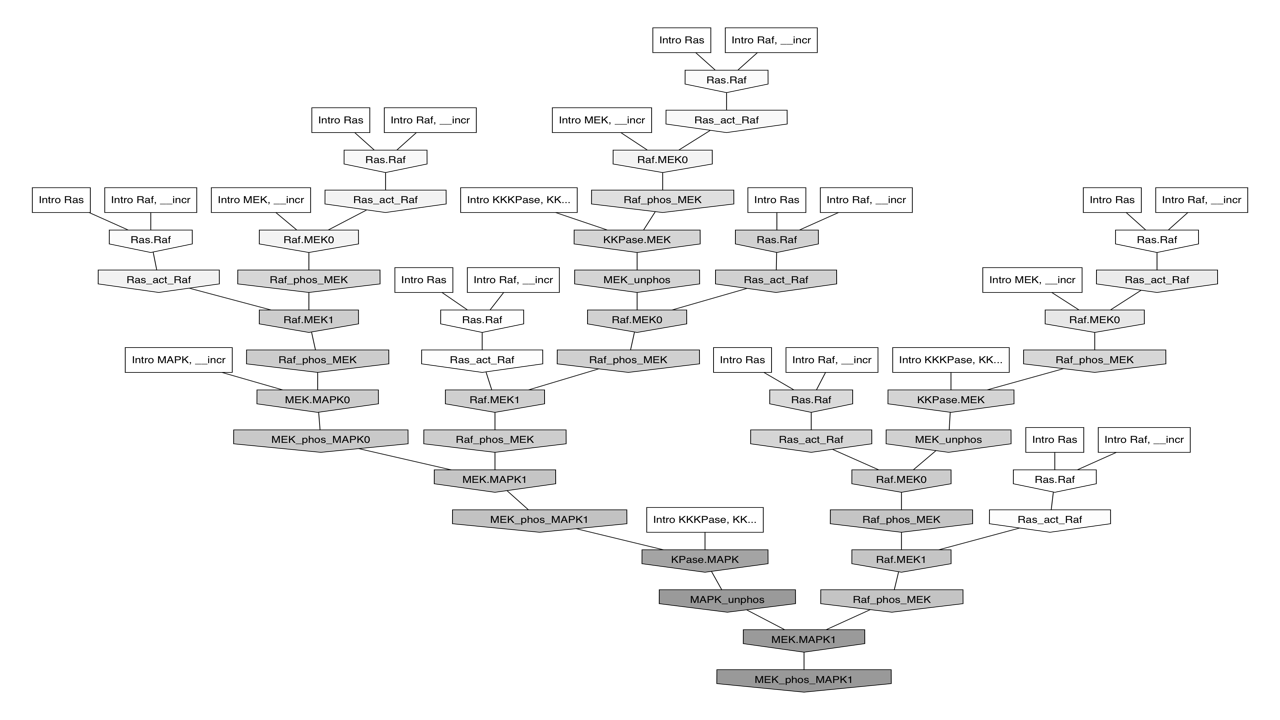 Intro Ras
Intro Raf, __incr
Ras.Raf
Intro Ras
Intro Raf, __incr
Intro MEK, __incr
Ras_act_Raf
Ras.Raf
Raf.MEK0
Intro Ras
Intro Raf, __incr
Intro MEK, __incr
Ras_act_Raf
Intro KKKPase, KK...
Raf_phos_MEK
Intro Ras
Intro Raf, __incr
Intro Ras
Intro Raf, __incr
Ras.Raf
Raf.MEK0
KKPase.MEK
Ras.Raf
Ras.Raf
Ras_act_Raf
Raf_phos_MEK
Intro Ras
Intro Raf, __incr
MEK_unphos
Ras_act_Raf
Intro MEK, __incr
Ras_act_Raf
Raf.MEK1
Ras.Raf
Raf.MEK0
Raf.MEK0
Intro MAPK, __incr
Raf_phos_MEK
Ras_act_Raf
Raf_phos_MEK
Intro Ras
Intro Raf, __incr
Intro KKKPase, KK...
Raf_phos_MEK
MEK.MAPK0
Raf.MEK1
Ras.Raf
KKPase.MEK
MEK_phos_MAPK0
Raf_phos_MEK
Ras_act_Raf
MEK_unphos
Intro Ras
Intro Raf, __incr
MEK.MAPK1
Raf.MEK0
Ras.Raf
MEK_phos_MAPK1
Intro KKKPase, KK...
Raf_phos_MEK
Ras_act_Raf
KPase.MAPK
Raf.MEK1
MAPK_unphos
Raf_phos_MEK
MEK.MAPK1
MEK_phos_MAPK1